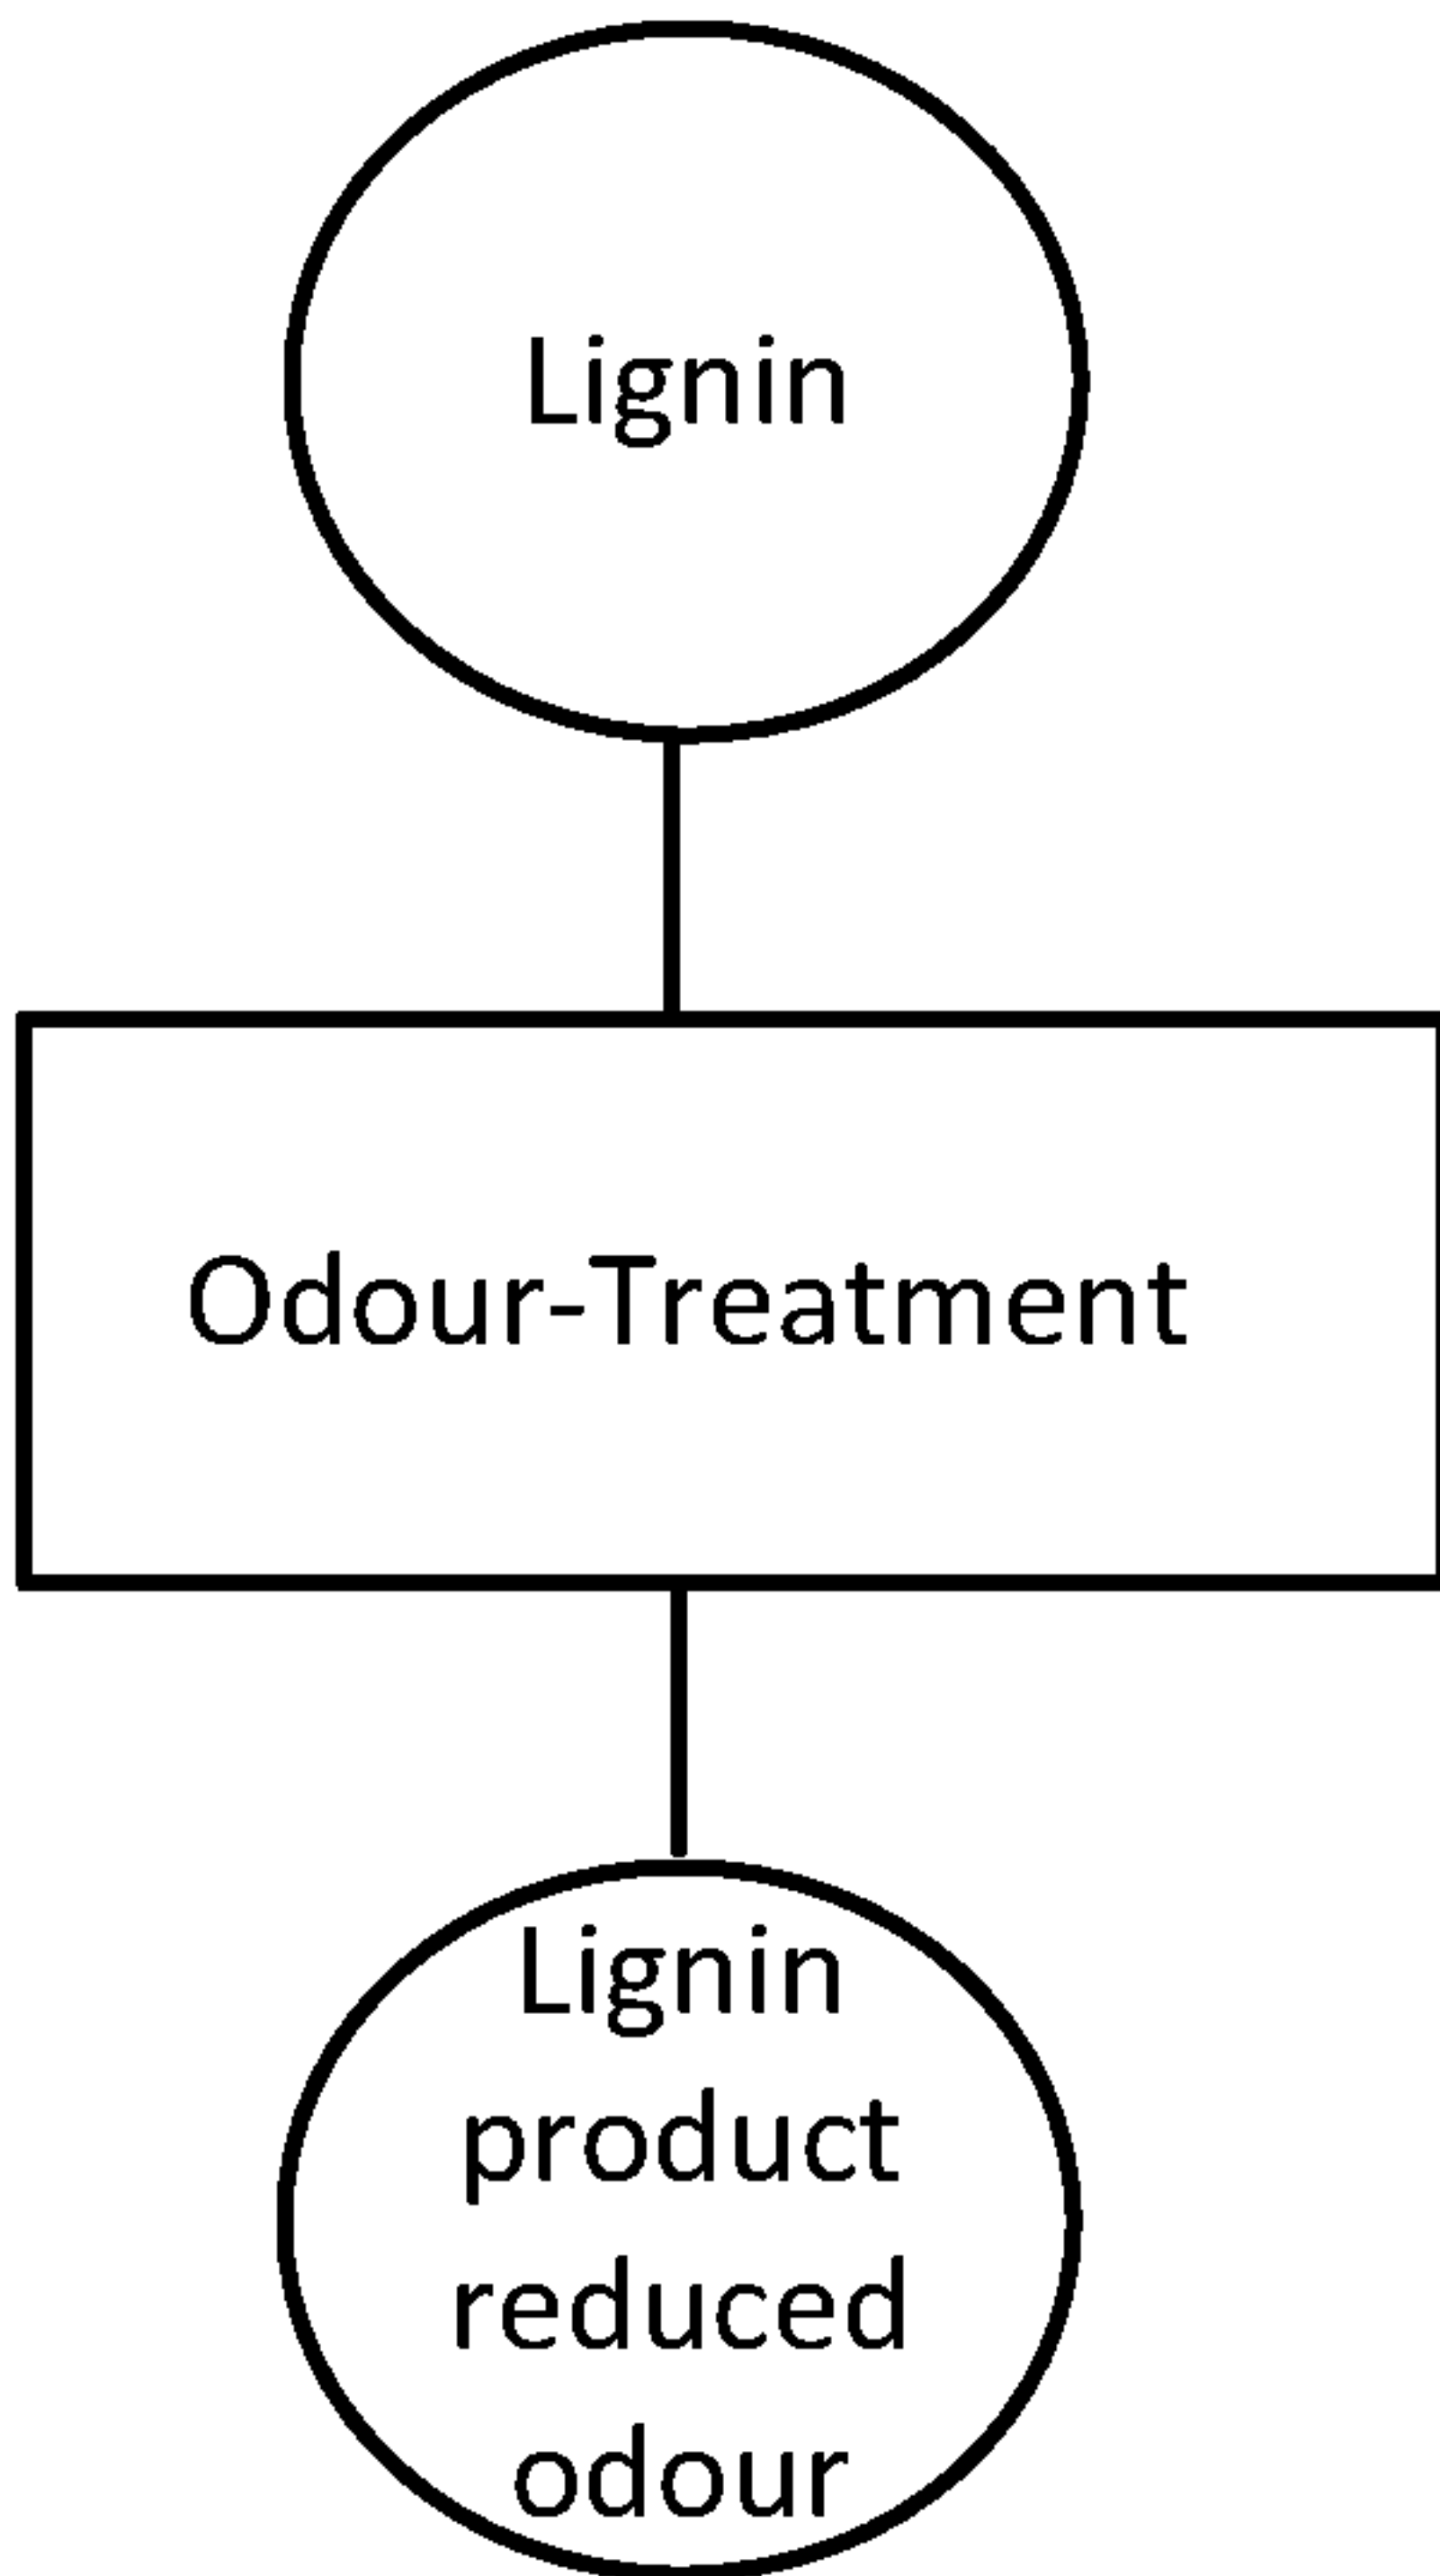 Lignin
Odour-Treatment
Lignin
product
reduced
odour